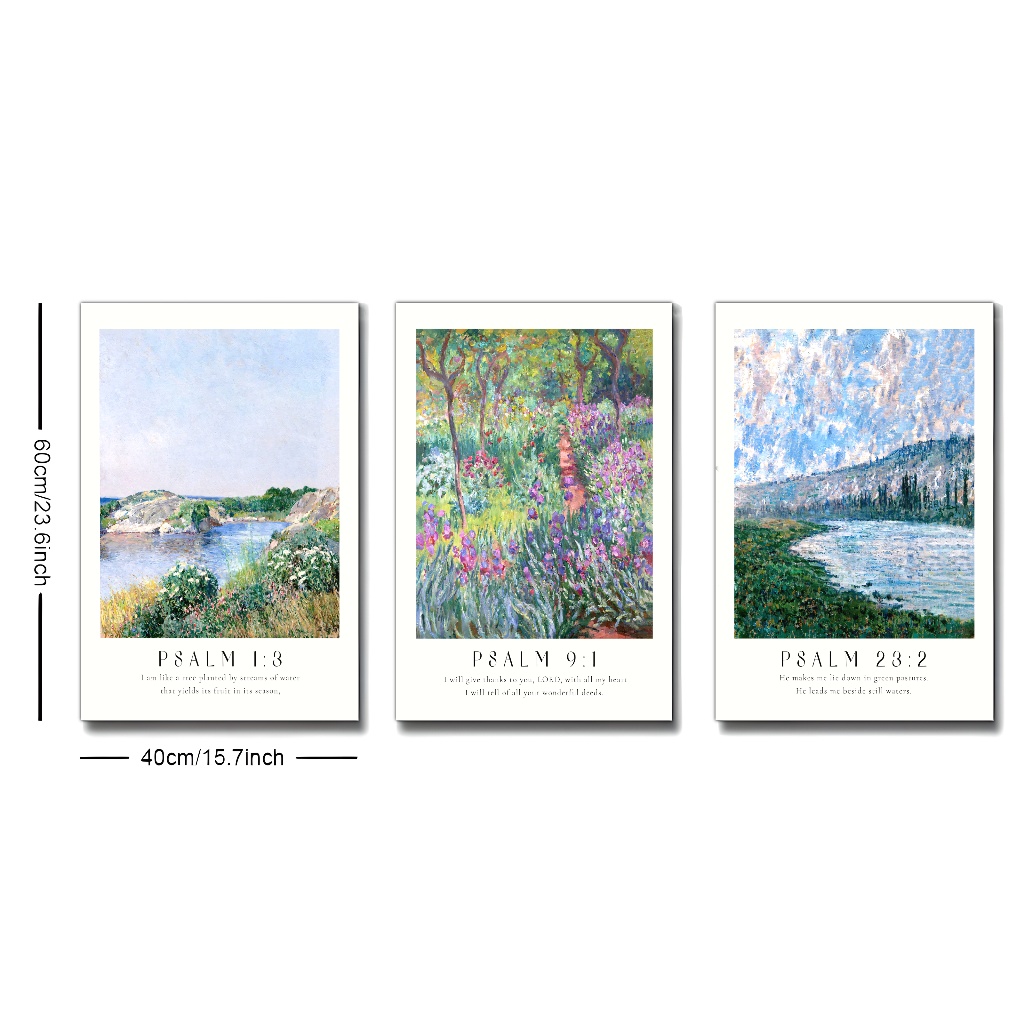 60cm/23.6inch
PSALM 1:3
I am like a tree planted by streams of water
that yields its fruit in its season,
PSALM 9:1
I will give thanks to you, LORD, with all my heart
I will tell of all your wonderful deeds.
PSALM 23:2
He makes me lie down in green pastures.
He leads me beside still waters.
40cm/15.7inch